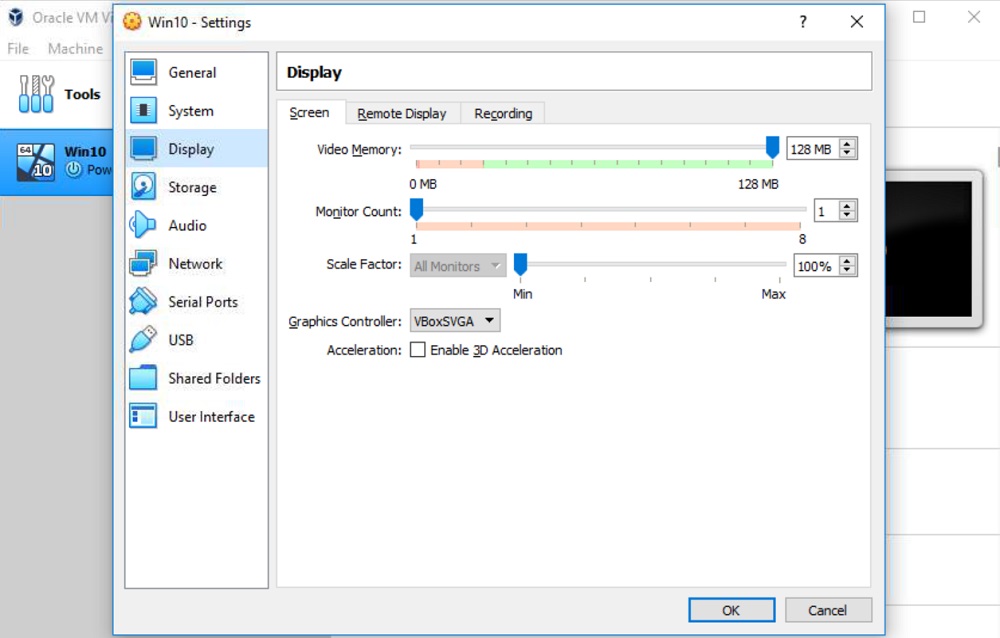 Oracle VM Vi
Win10 - Settings
?
File Machine
Tools
64
10
Win10
Pow
General
System
Display
Storage
Audio
Network
Serial Ports
USB
Shared Folders
User Interface
Display
Screen Remote Display Recording
Video Memory: 128 MB
0 MB 128 MB
Monitor Count: 1
1 8
Scale Factor: All Monitors 100%
Min Max
Graphics Controller: VBoxSVGA
Acceleration: Enable 3D Acceleration
OK Cancel